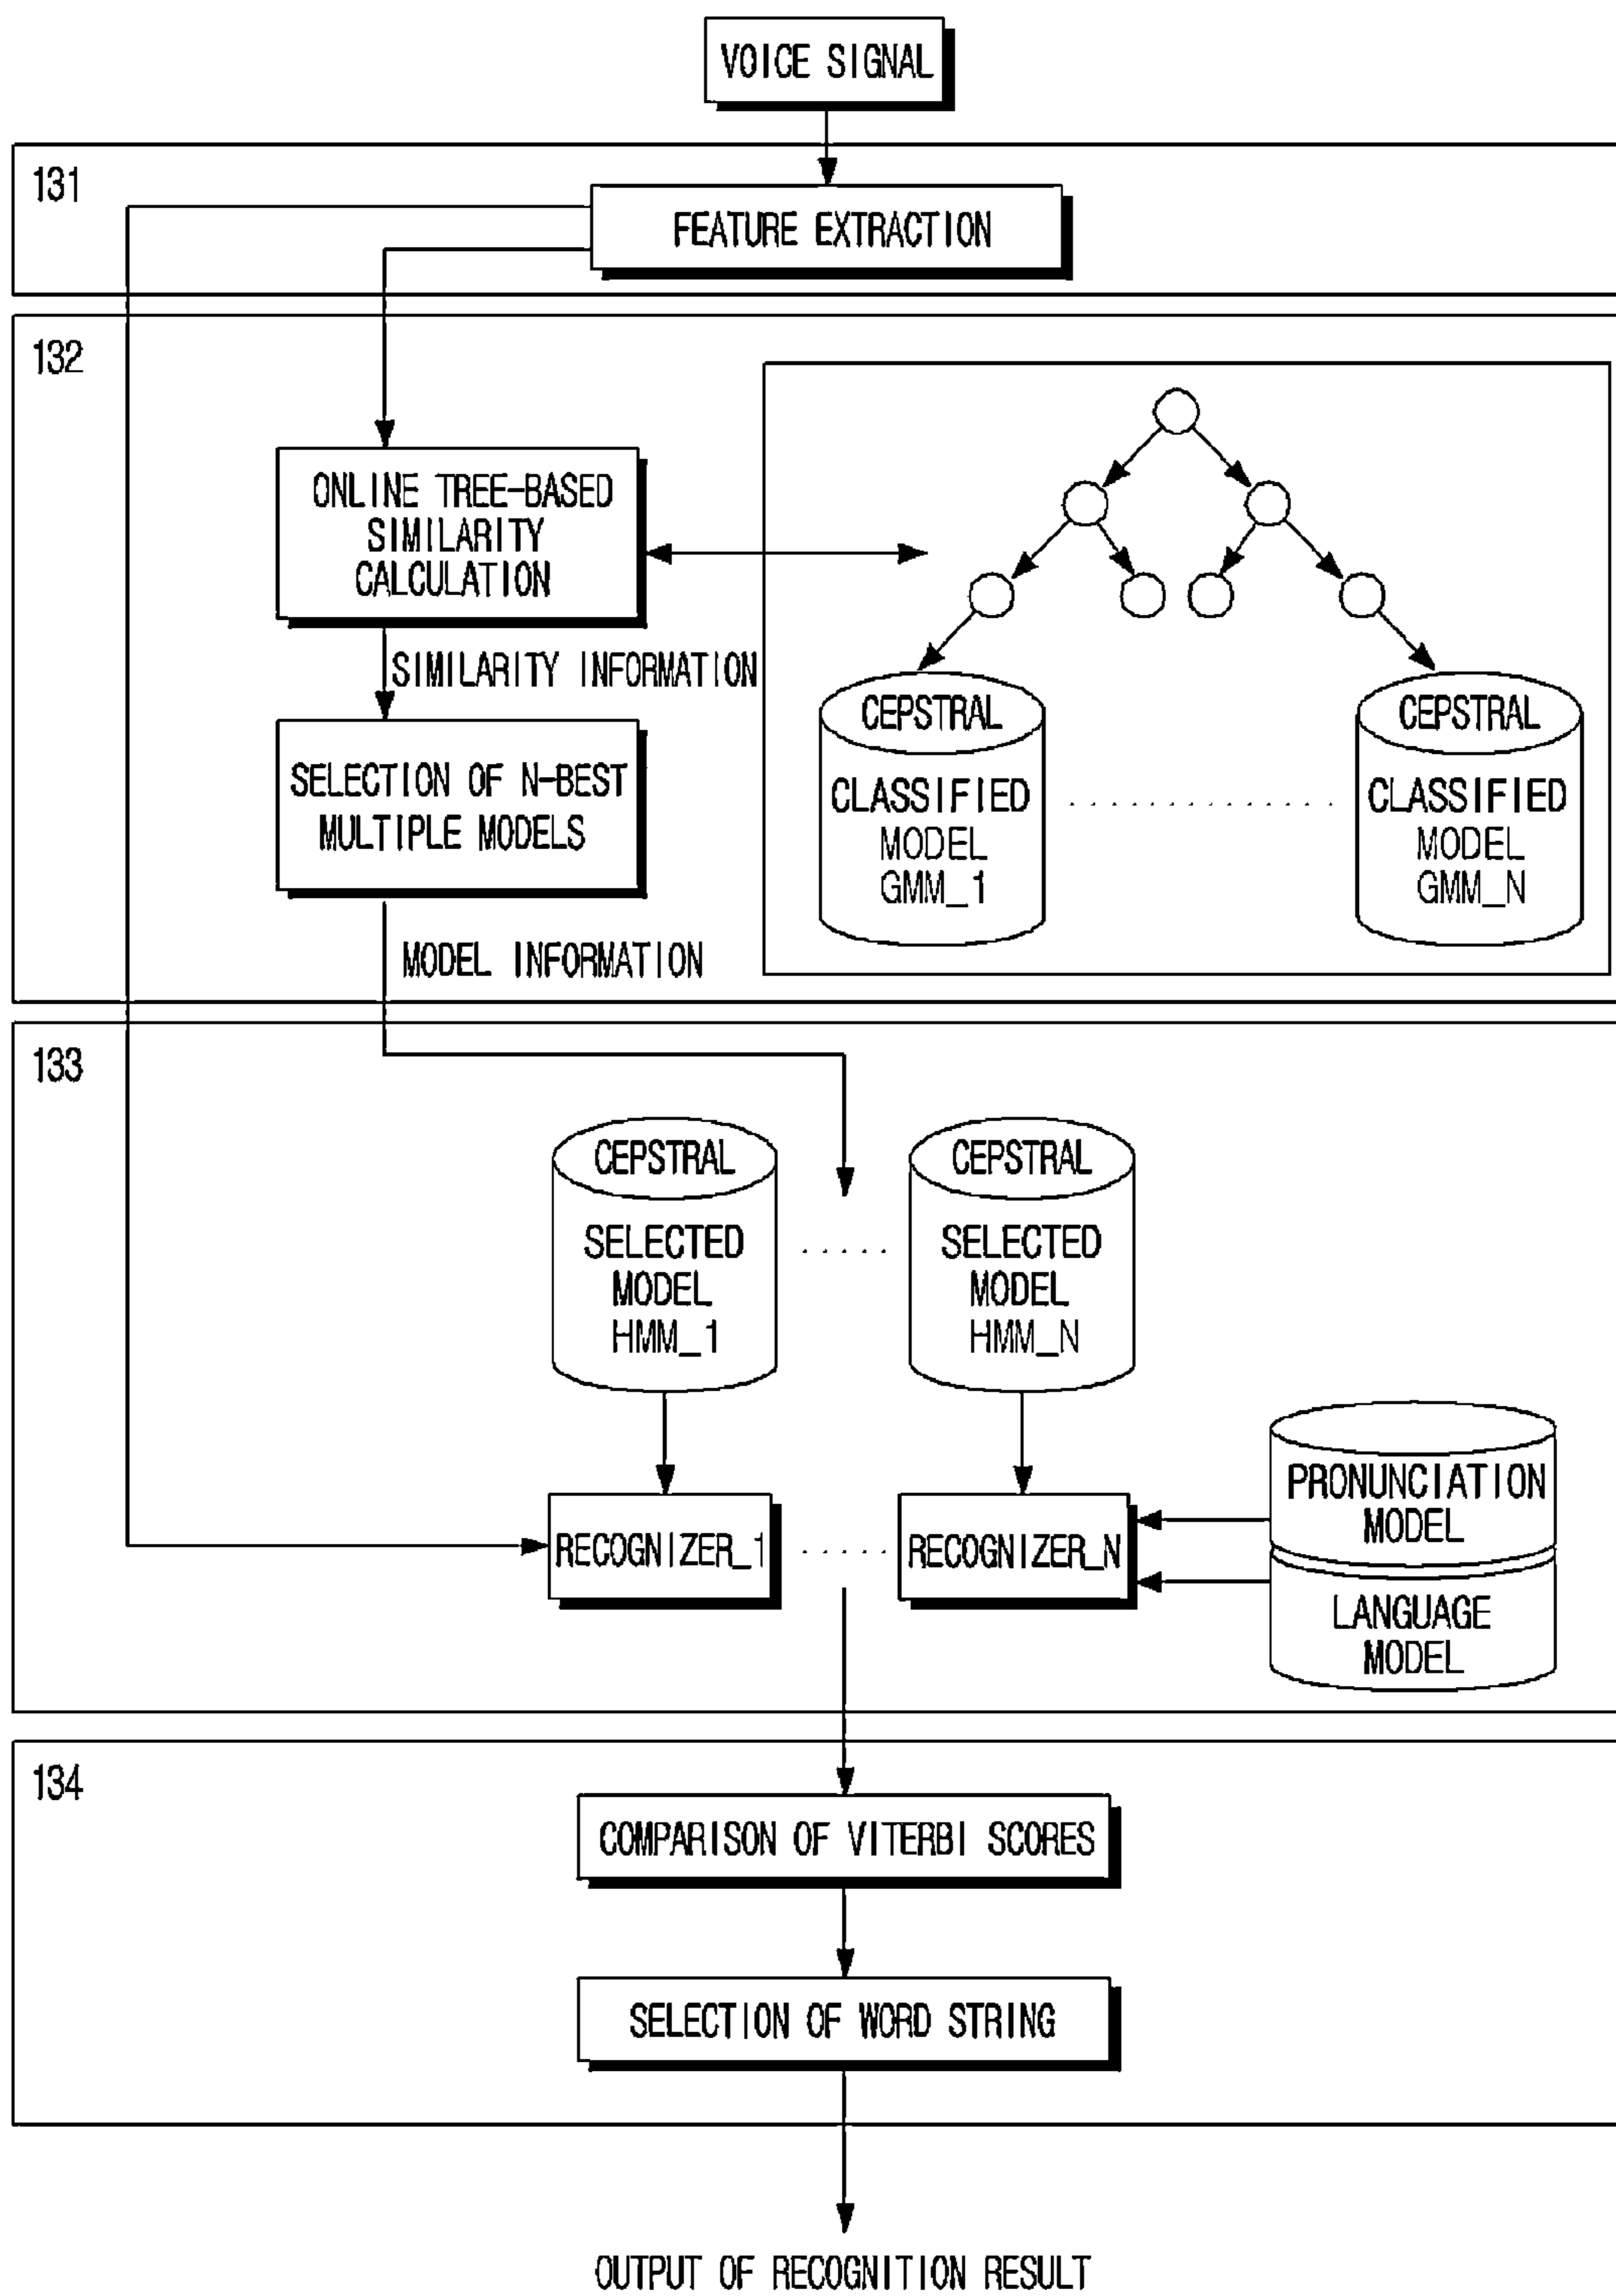 VOICE SIGNAL
131
FEATURE EXTRACTION
132
ONLINE TREE-BASED
SIMILARITY
CALCULATION
SIMILARITY INFORMATION
SELECTION OF N-BEST
MULTIPLE MODELS
MODEL INFORMATION
CEPSTRAL
CLASSIFIED
MODEL
GMM_1
CEPSTRAL
CLASSIFIED
MODEL
GMM_N
133
CEPSTRAL
SELECTED
MODEL
HMM_1
CEPSTRAL
SELECTED
MODEL
HMM_N
RECOGNIZER_1
RECOGNIZER_N
PRONUNCIATION
MODEL
LANGUAGE
MODEL
134
COMPARISON OF VITERBI SCORES
SELECTION OF WORD STRING
OUTPUT OF RECOGNITION RESULT